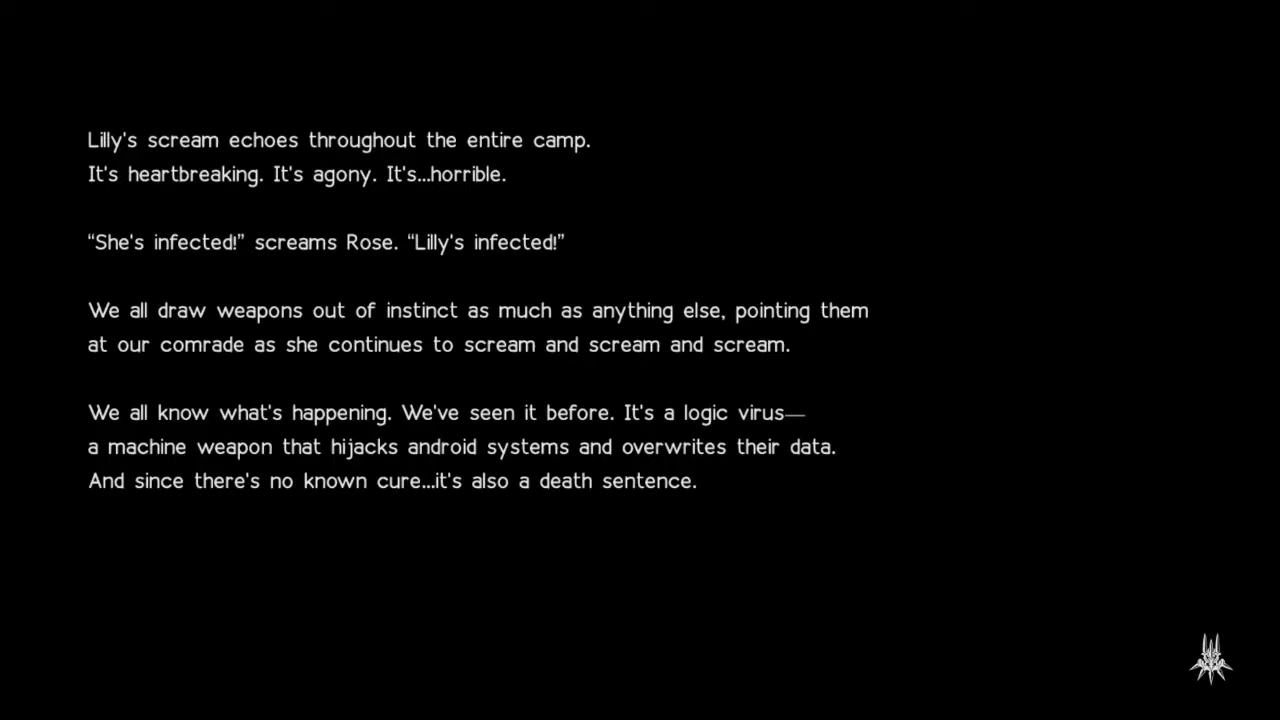 Lilly's scream echoes throughout the entire camp.
It's heartbreaking. It's agony. It's...horrible.
“She's infected!” screams Rose. “Lilly's infected!”
We all draw weapons out of instinct as much as anything else, pointing them
at our comrade as she continues to scream and scream and scream.
We all know what's happening. We've seen it before. It's a logic virus—
a machine weapon that hijacks android systems and overwrites their data.
And since there's no known cure...it's also a death sentence.